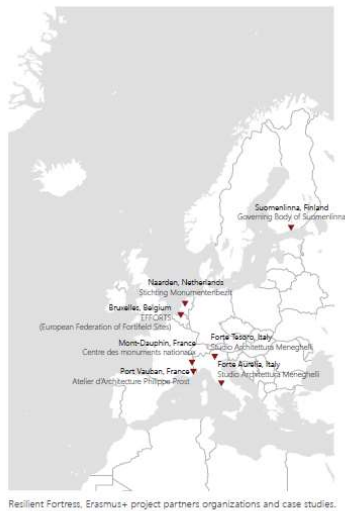 Suomenlinna, Finland
Governing Body of Suomenlinna
Naarden, Netherlands
Stichting Monumentenbezit
Bruxelles, Belgium
EFFORTS
(European Federation of Fortifield Sites)
Mont-Dauphin, France
Centre des monuments nationaux
Forte Tesoro, Italy
Studio Architettura Meneghelli
Port Vauban, France
Atelier d'Architecture Philippe Prost
Forte Aurelia, Italy
Studio Architettura Meneghelli
Resilient Fortress, Erasmus+ project partners organizations and case studies.